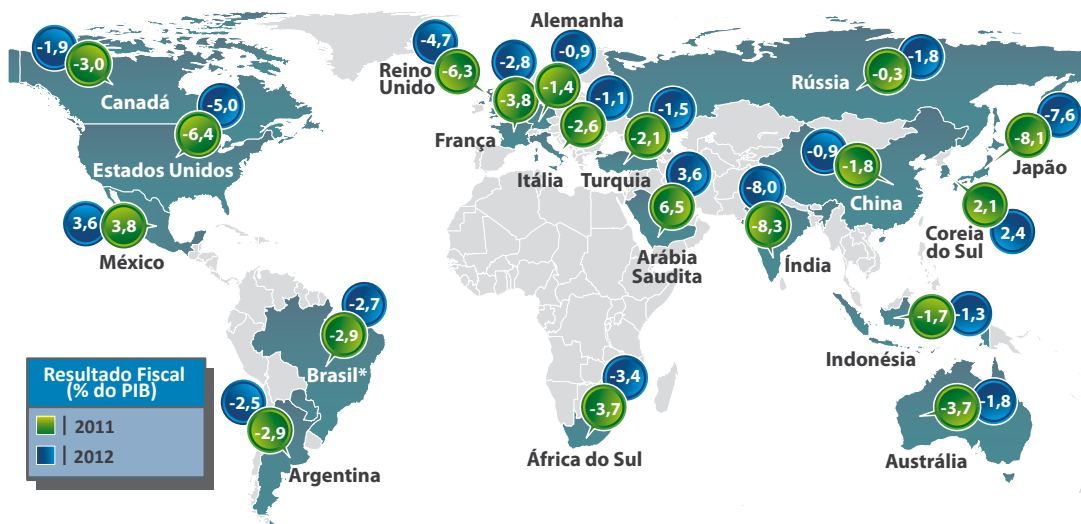 Alemanha
-0,9
-1,4
-1,9
-3,0
Canadá
-4,7
Reino
Unido
-6,3
-2,8
-3,8
França
-1,1
-2,6
Itália
-1,5
-2,1
Turquia
-1,8
-0,3
Rússia
-5,0
-6,4
Estados Unidos
-7,6
-8,1
Japão
-0,9
-1,8
China
3,6
6,5
Arábia
Saudita
-8,0
-8,3
Índia
2,1
2,4
Coreia
do Sul
3,6
3,8
México
-2,7
-2,9
Brasil*
-1,7
-1,3
Indonésia
-3,4
-3,7
África do Sul
-2,5
-2,9
Argentina
-3,7
-1,8
Austrália
Resultado Fiscal
(% do PIB)
| 2011
| 2012